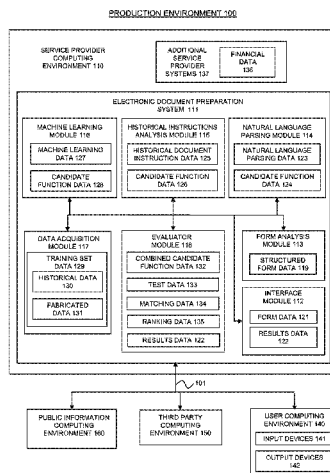 PRODUCTION ENVIRONMENT 100
SERVICE PROVIDER
COMPUTING
ENVIRONMENT 110
ADDITIONAL
SERVICE
PROVIDER
SYSTEMS 137
FINANCIAL
DATA
136
ELECTRONIC DOCUMENT PREPARATION
SYSTEM 111
MACHINE LEARNING
MODULE 116
MACHINE LEARNING
DATA 127
CANDIDATE
FUNCTION DATA 128
HISTORICAL INSTRUCTIONS
ANALYSIS MODULE 115
HISTORICAL DOCUMENT
INSTRUCTION DATA 125
CANDIDATE FUNCTION
DATA 126
NATURAL LANGUAGE
PARSING MODULE 114
NATURAL LANGUAGE
PARSING DATA 123
CANDIDATE FUNCTION
DATA 124
DATA ACQUISITION
MODULE 117
TRAINING SET
DATA 129
HISTORICAL DATA
130
FABRICATED
DATA 131
EVALUATOR
MODULE 118
COMBINED CANDIDATE
FUNCTION DATA 132
TEST DATA 133
MATCHING DATA 134
RANKING DATA 135
RESULTS DATA 122
FORM ANALYSIS
MODULE 113
STRUCTURED
FORM DATA 119
INTERFACE
MODULE 112
FORM DATA 121
RESULTS DATA
122
101
PUBLIC INFORMATION
COMPUTING
ENVIRONMENT 160
THIRD PARTY
COMPUTING
ENVIRONMENT 150
USER COMPUTING
ENVIRONMENT 140
INPUT DEVICES 141
OUTPUT DEVICES
142